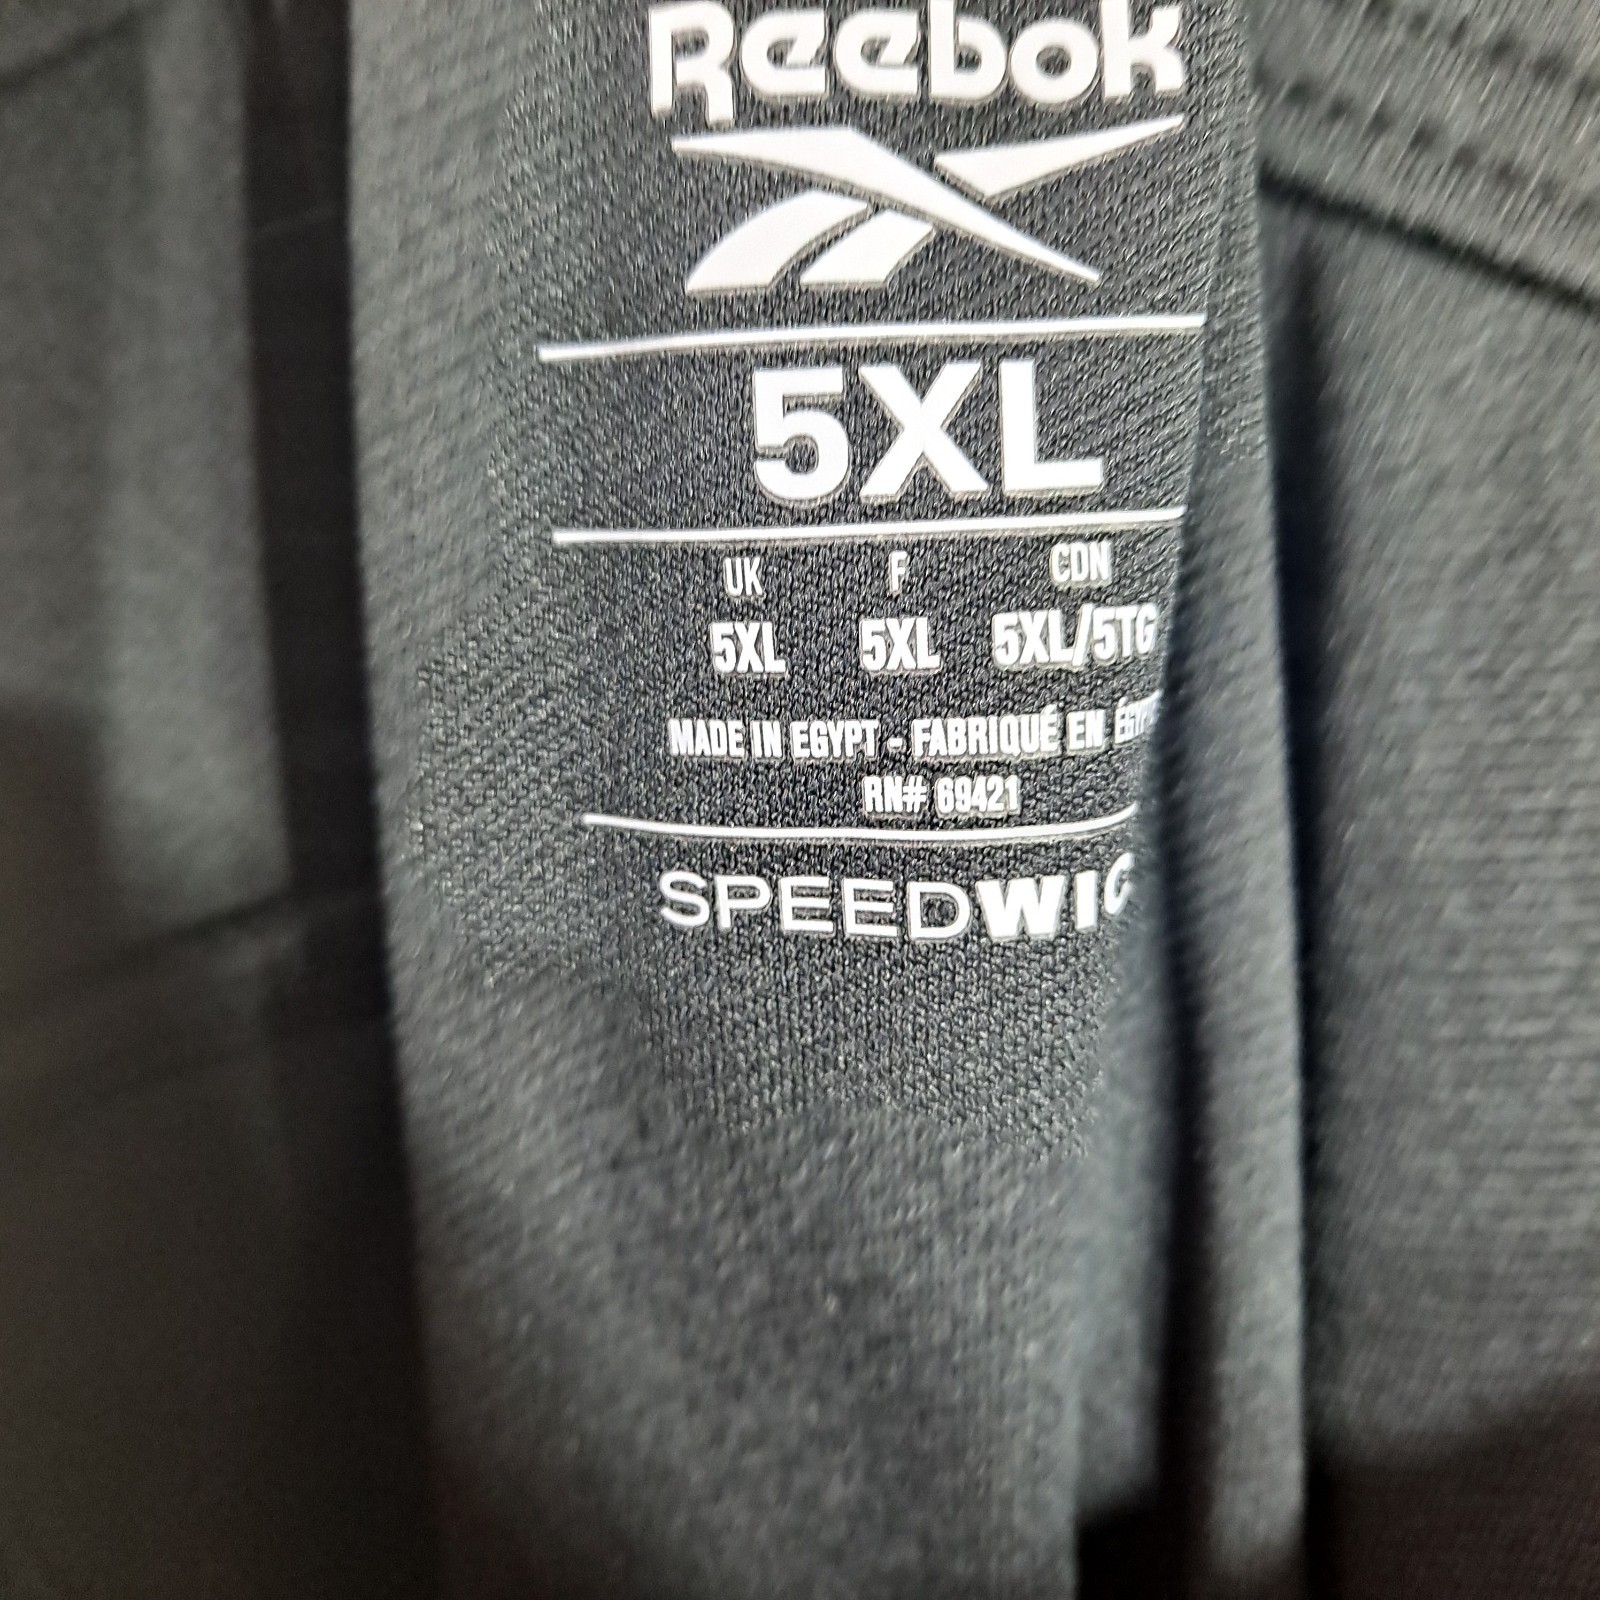 Reebok
5XL
UK F CDN
5XL 5XL 5XL/5TG
MADE IN EGYPT - FABRIQUÉ EN
RN# 69421
SPEEDWIC